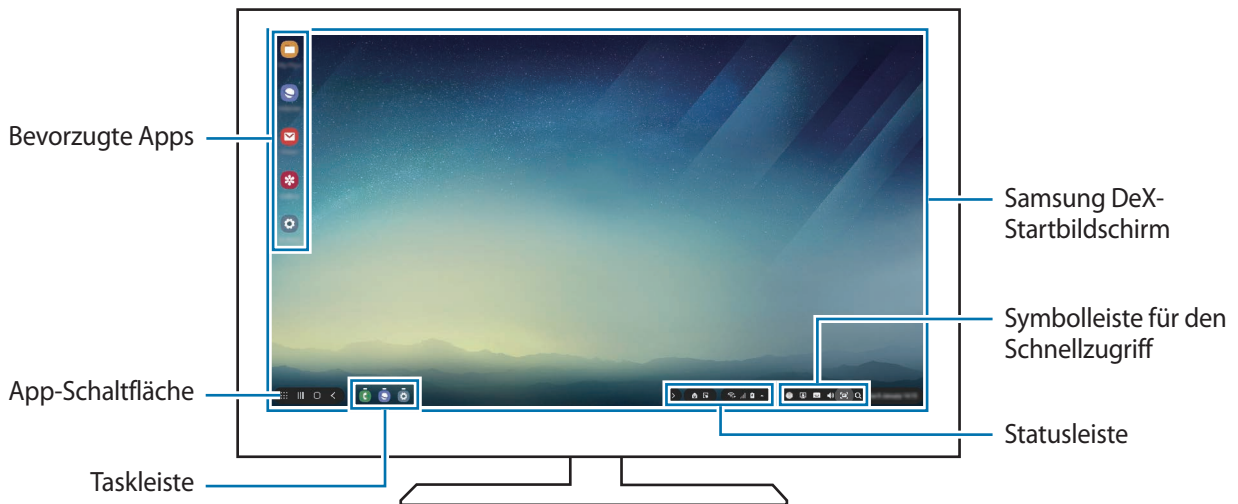 Bevorzugte Apps
Samsung DeX-
Startbildschirm
Symbolleiste für den
Schnellzugriff
App-Schaltfläche
Statusleiste
Taskleiste